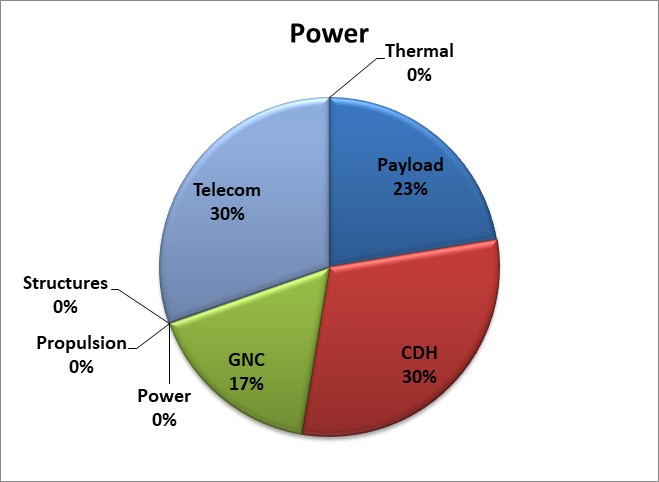 Power
Thermal
0%
Payload
23%
CDH
30%
GNC
17%
Power
0%
Propulsion
0%
Structures
0%
Telecom
30%